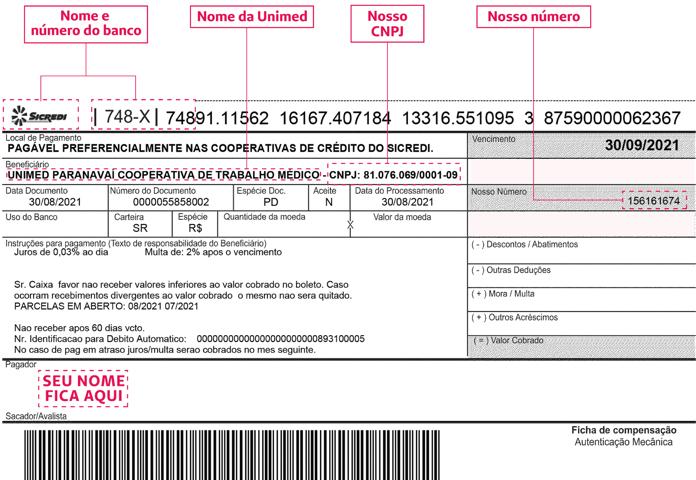 Nome e
número do banco
Nome da Unimed
Nosso
CNPJ
Nosso número
SICREDI
748-X
74891.11562 16167.407184 13316.551095 3 87590000062367
Local de Pagamento
PAGÁVEL PREFERENCIALMENTE NAS COOPERATIVAS DE CRÉDITO DO SICREDI.
Vencimento
30/09/2021
Beneficiário
UNIMED PARANAVAÍ COOPERATIVA DE TRABALHO MÉDICO - CNPJ: 81.076.069/0001-09
Data Documento
30/08/2021
Número do Documento
0000055858002
Espécie Doc.
PD
Aceite
N
Data do Processamento
30/08/2021
Nosso Número
156161674
Uso do Banco
Carteira
SR
Espécie
R$
Quantidade da moeda
X
Valor da moeda
Instruções para pagamento (Texto de responsabilidade do Beneficiário)
Juros de 0,03% ao dia Multa de: 2% apos o vencimento
Sr. Caixa favor nao receber valores inferiores ao valor cobrado no boleto. Caso
ocorram recebimentos divergentes ao valor cobrado o mesmo nao sera quitado.
PARCELAS EM ABERTO: 08/2021 07/2021
Nao receber apos 60 dias vcto.
Nr. Identificacao para Debito Automatico: 0000000000000000000000893100005
No caso de pag em atraso juros/multa serao cobrados no mes seguinte.
( - ) Descontos / Abatimentos
( - ) Outras Deduções
( + ) Mora / Multa
( + ) Outros Acréscimos
( = ) Valor Cobrado
Pagador
SEU NOME
FICA AQUI
Sacador/Avalista
Ficha de compensação
Autenticação Mecânica